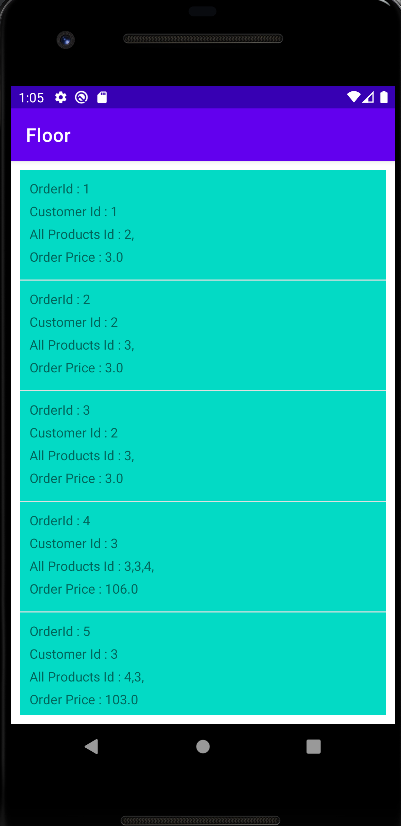 1:05
Floor
OrderId : 1
Customer Id : 1
All Products Id : 2,
Order Price : 3.0
OrderId : 2
Customer Id : 2
All Products Id : 3,
Order Price : 3.0
OrderId : 3
Customer Id : 2
All Products Id : 3,
Order Price : 3.0
OrderId : 4
Customer Id : 3
All Products Id : 3,3,4,
Order Price : 106.0
OrderId : 5
Customer Id : 3
All Products Id : 4,3,
Order Price : 103.0